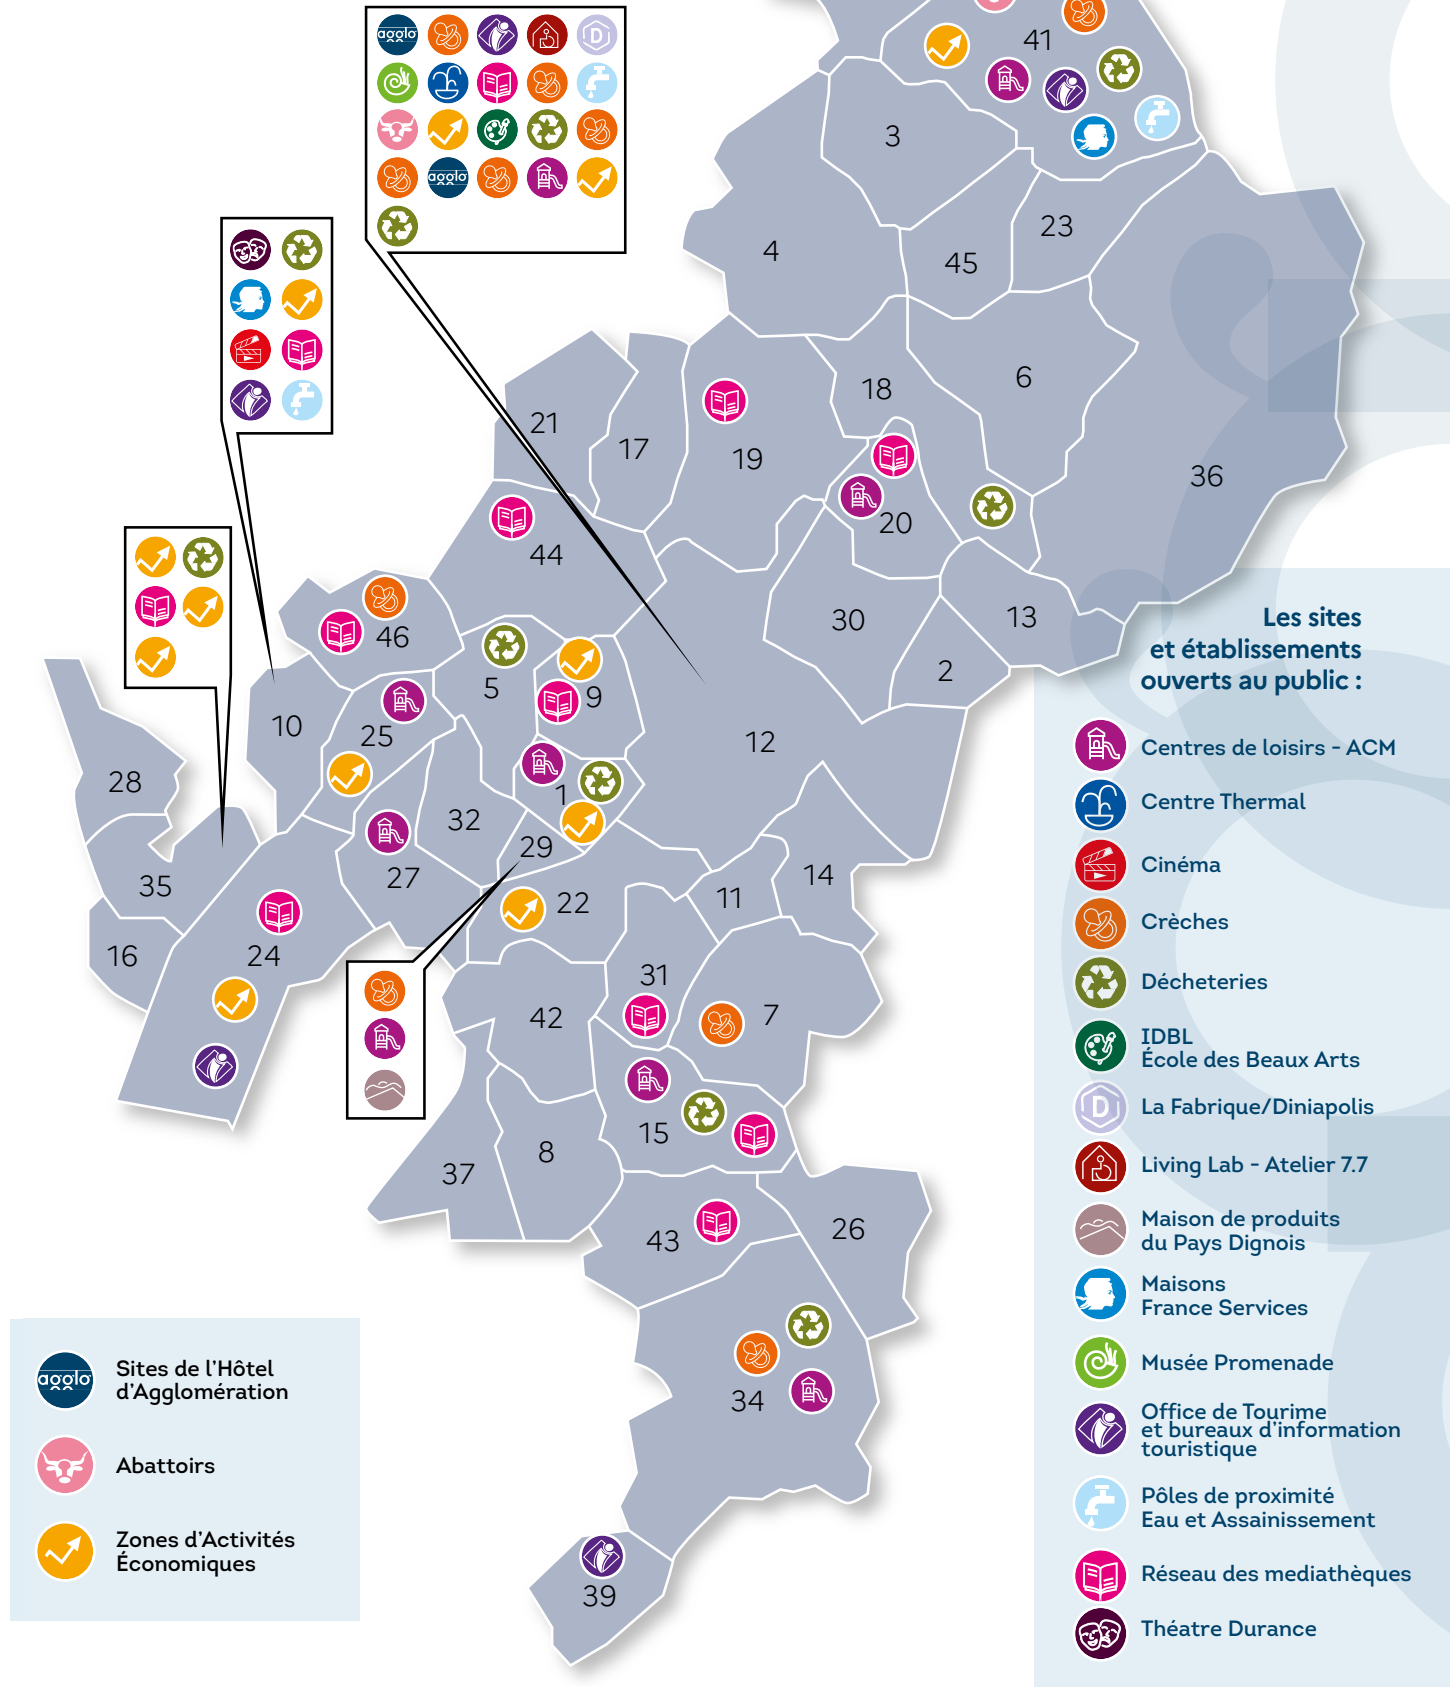 agglo
D
agglo
41
3
4
45
23
6
18
36
21
17
19
20
44
30
13
2
46
5
9
10
25
12
28
1
32
29
35
27
14
11
22
16
24
31
42
7
15
8
37
43
26
34
39
Les sites
et établissements
ouverts au public :
Centres de loisirs - ACM
Centre Thermal
Cinéma
Crèches
Décheteries
IDBL
École des Beaux Arts
D
La Fabrique/Diniapolis
Living Lab - Atelier 7.7
Maison de produits
du Pays Dignois
Maisons
France Services
Musée Promenade
Office de Tourime
et bureaux d'information
touristique
Pôles de proximité
Eau et Assainissement
Réseau des mediathèques
Théatre Durance
agglo
Sites de l'Hôtel
d'Agglomération
Abattoirs
Zones d'Activités
Économiques